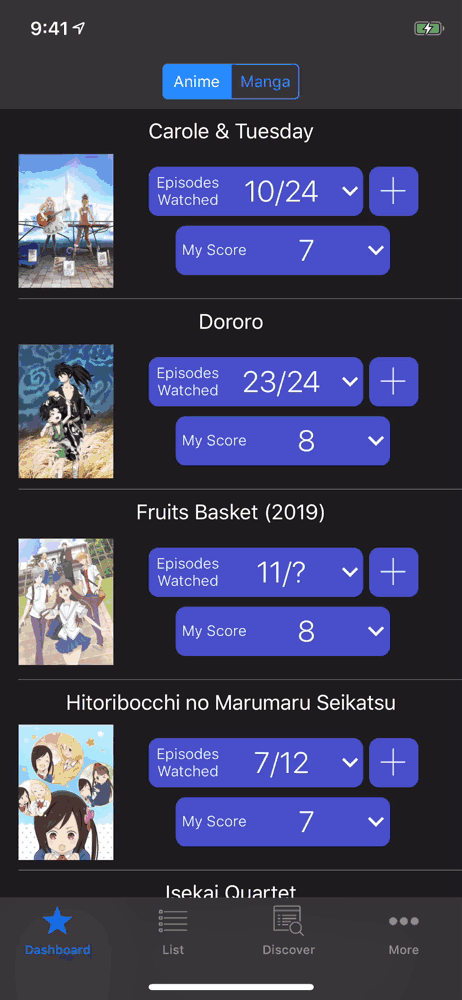 9:41
Anime Manga
Carole & Tuesday
Episodes Watched 10/24
My Score 7
Dororo
Episodes Watched 23/24
My Score 8
Fruits Basket (2019)
Episodes Watched 11/?
My Score 8
Hitoribocchi no Marumaru Seikatsu
Episodes Watched 7/12
My Score 7
Isekai Quartet
Dashboard List Discover More